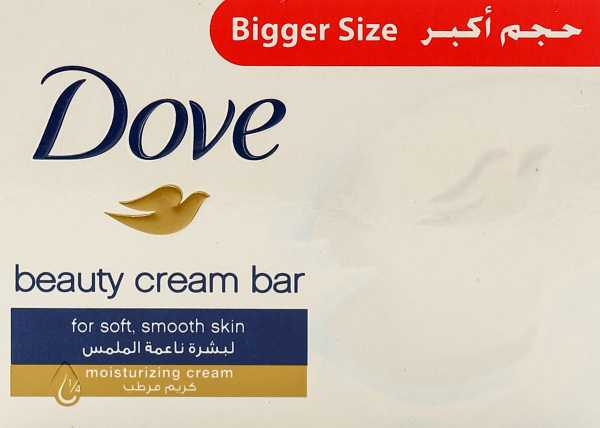 Bigger Size حجم أكبر
Dove
beauty cream bar
for soft, smooth skin
لبشرة ناعمة الملمس
moisturizing cream
¼ كريم مرطب